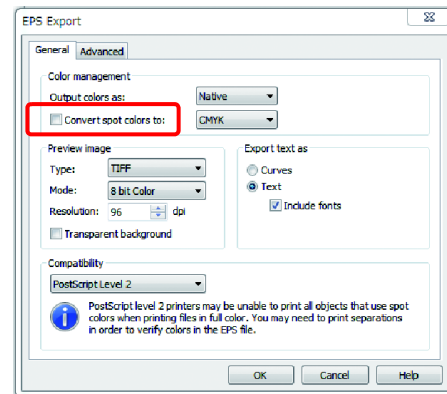 EPS Export
General Advanced
Color management
Output colors as: Native
Convert spot colors to: CMYK
Preview image
Type: TIFF
Mode: 8 bit Color
Resolution: 96 dpi
Transparent background
Export text as
Curves
Text
Include fonts
Compatibility
PostScript Level 2
PostScript level 2 printers may be unable to print all objects that use spot
colors when printing files in full color. You may need to print separations
in order to verify colors in the EPS file.
OK Cancel Help